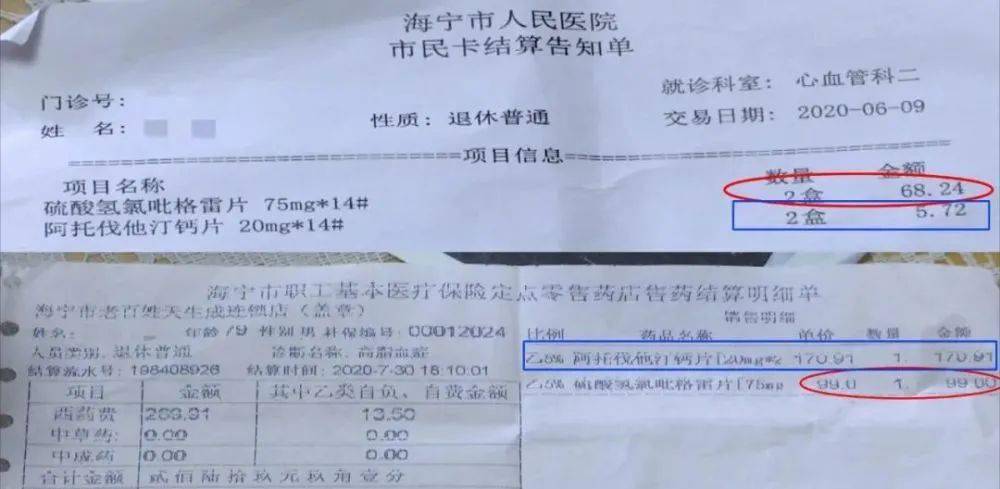 海宁市人民医院
市民卡结算告知单
门诊号: 就诊科室: 心血管科二
姓 名: 性质: 退休普通 交易日期: 2020-06-09
项目信息
项目名称 数量 金额
硫酸氢氯吡格雷片 75mg*14# 2盒 68.24
阿托伐他汀钙片 20mg*14# 2盒 5.72
海宁市职工基本医疗保险定点零售药店售药结算明细单
海宁市老百姓天生成连锁店(盖章)
姓名: 年龄79 性别男 社保编号: 00012024
人员类别: 退休普通 诊断名称: 高脂血症
结算流水号: 198408926 结算时间: 2020-7-30 16:10:01
项目 金额 其中乙类自负、自费金额
西药费 269.91 13.50
中草药: 0.00 0.00
中成药 0.00 0.00
合计金额 贰佰陆拾玖元玖角壹分
销售明细
比例 药品名称 单价 数量 金额
乙5% 阿托伐他汀钙片[20mg*2 170.91 1. 170.91
乙5% 硫酸氢氯吡格雷片[75mg 99.0 1. 99.00